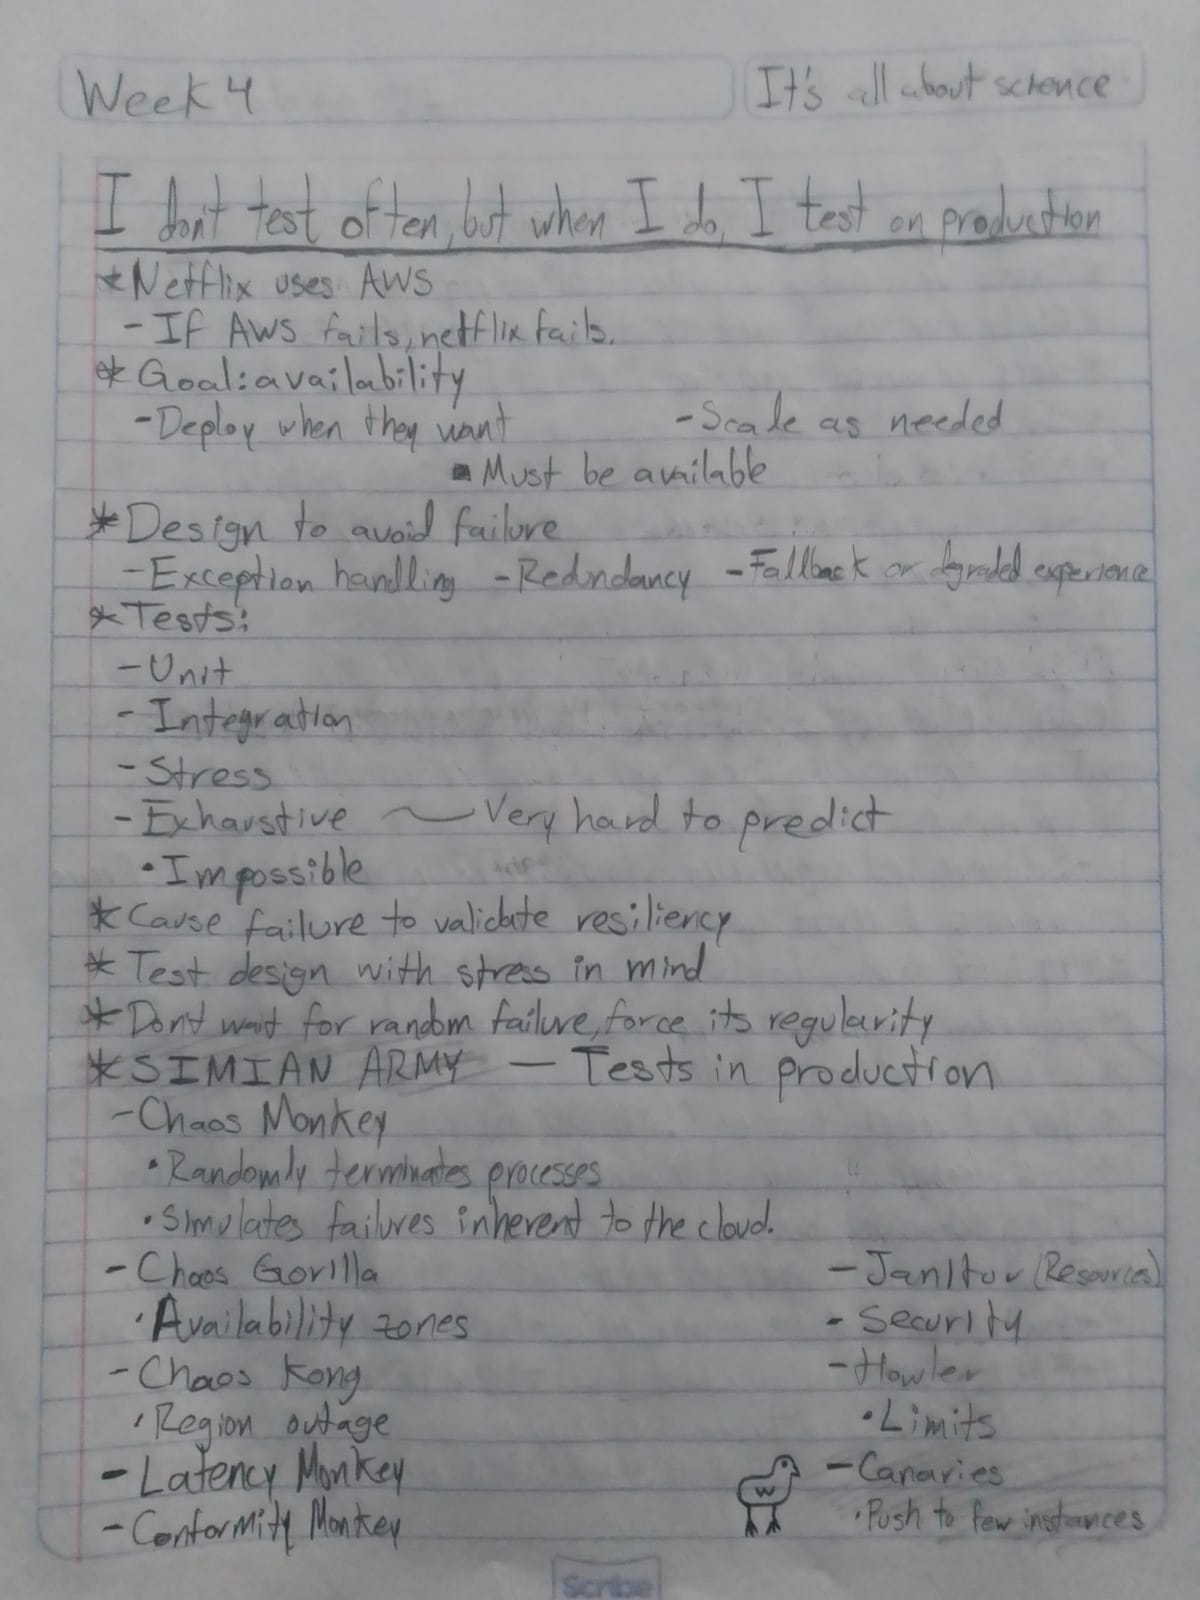 Week 4
It's all about science
I don't test often, but when I do, I test on production
* Netflix uses AWS
- If AWS fails, netflix fails.
* Goal: availability
- Deploy when they want - Scale as needed
▪ Must be available
* Design to avoid failure
- Exception handling - Redundancy - Fallback or degraded experience
* Tests:
- Unit
- Integration
- Stress
- Exhaustive ~ Very hard to predict
• Impossible
* Cause failure to validate resiliency
* Test design with stress in mind
* Dont wait for random failure, force its regularity
* SIMIAN ARMY — Tests in production
- Chaos Monkey
• Randomly terminates processes
• Simulates failures inherent to the cloud.
- Chaos Gorilla
• Availability zones
- Chaos Kong
• Region outage
- Latency Monkey
- Conformity Monkey
- Janitor (Resources)
- Security
- Howler
• Limits
- Canaries
• Push to few instances
W
Scribe